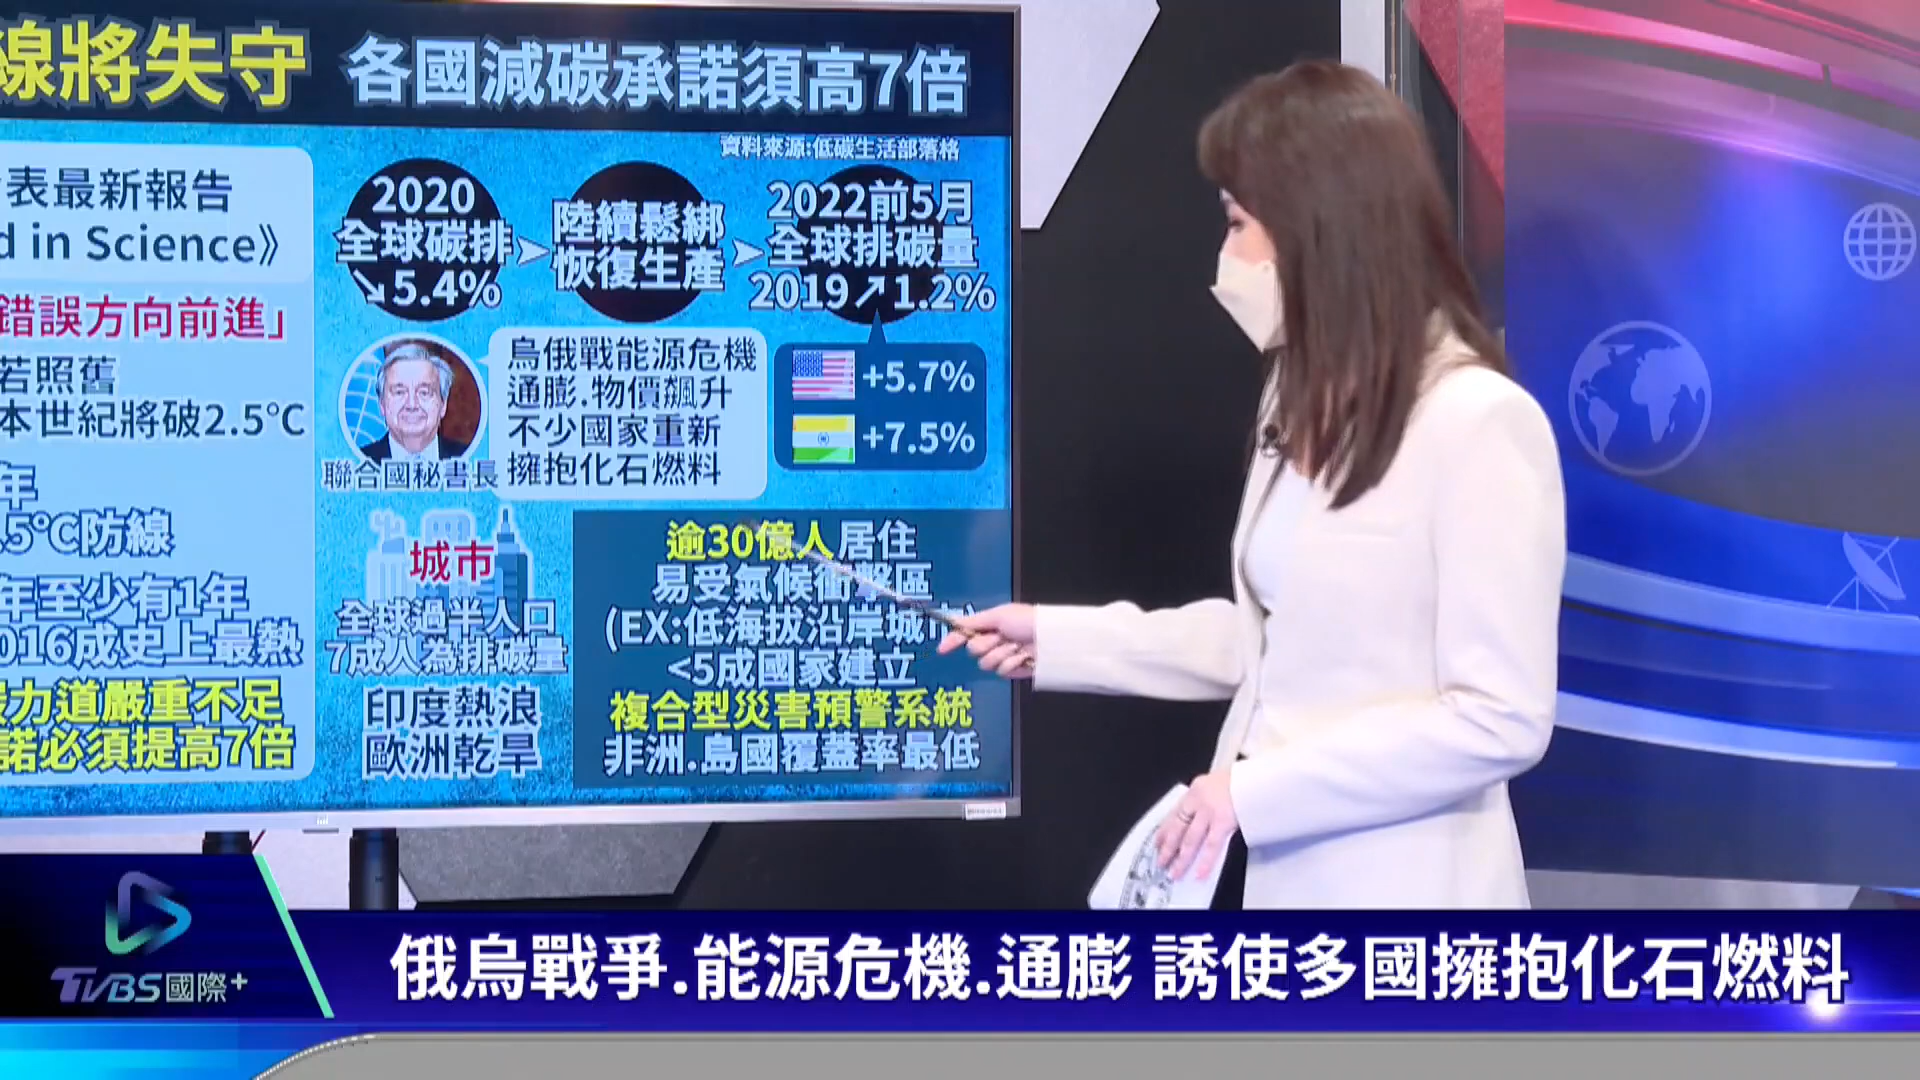 線將失守 各國減碳承諾須高7倍
資料來源:低碳生活部落格
表最新報告
d in Science》
錯誤方向前進」
若照舊
本世紀將破2.5°C
年
.5°C防線
年至少有1年
016成史上最熱
力道嚴重不足
諾必須提高7倍
2020
全球碳排
↘5.4%
陸續鬆綁
恢復生產
2022前5月
全球排碳量
2019↗1.2%
烏俄戰能源危機
通膨.物價飆升
不少國家重新
擁抱化石燃料
聯合國秘書長
+5.7%
+7.5%
城市
全球過半人口
7成人為排碳量
印度熱浪
歐洲乾旱
逾30億人居住
易受氣候衝擊區
(EX:低海拔沿岸城市)
<5成國家建立
複合型災害預警系統
非洲.島國覆蓋率最低
TVBS國際+
俄烏戰爭.能源危機.通膨 誘使多國擁抱化石燃料